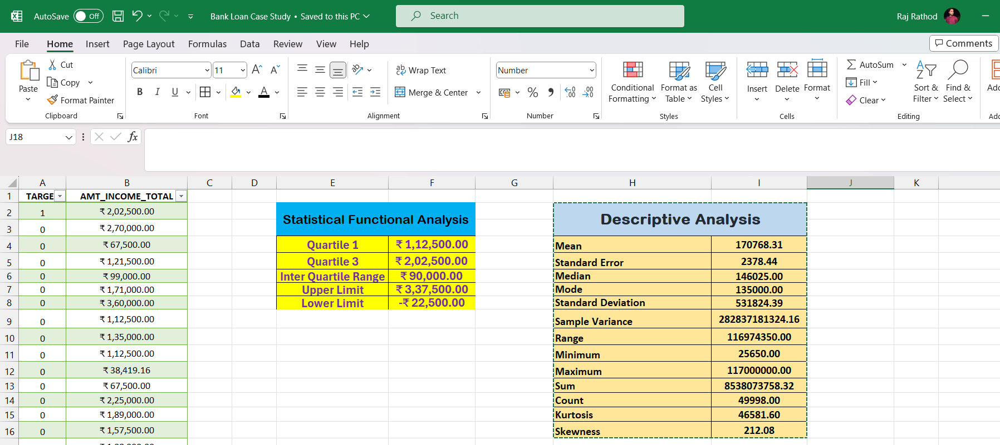 AutoSave Off Bank Loan Case Study • Saved to this PC Search Raj Rathod
File Home Insert Page Layout Formulas Data Review View Help Comments
Paste Cut Copy Format Painter
Calibri 11
B I U A
ab Wrap Text
Merge & Center
Number
% .00
Conditional Formatting Format as Table Cell Styles
Insert Delete Format
AutoSum Fill Clear
Sort & Filter Find & Select
Clipboard Font Alignment Number Styles Cells Editing
J18 fx
A B C D E F G H I J K
1 TARGE AMT_INCOME_TOTAL
2 1 ₹ 2,02,500.00
3 0 ₹ 2,70,000.00
4 0 ₹ 67,500.00
5 0 ₹ 1,21,500.00
6 0 ₹ 99,000.00
7 0 ₹ 1,71,000.00
8 0 ₹ 3,60,000.00
9 0 ₹ 1,12,500.00
10 0 ₹ 1,35,000.00
11 0 ₹ 1,12,500.00
12 0 ₹ 38,419.16
13 0 ₹ 67,500.00
14 0 ₹ 2,25,000.00
15 0 ₹ 1,89,000.00
16 0 ₹ 1,57,500.00
Statistical Functional Analysis
Quartile 1 ₹ 1,12,500.00
Quartile 3 ₹ 2,02,500.00
Inter Quartile Range ₹ 90,000.00
Upper Limit ₹ 3,37,500.00
Lower Limit -₹ 22,500.00
Descriptive Analysis
Mean 170768.31
Standard Error 2378.44
Median 146025.00
Mode 135000.00
Standard Deviation 531824.39
Sample Variance 282837181324.16
Range 116974350.00
Minimum 25650.00
Maximum 117000000.00
Sum 8538073758.32
Count 49998.00
Kurtosis 46581.60
Skewness 212.08